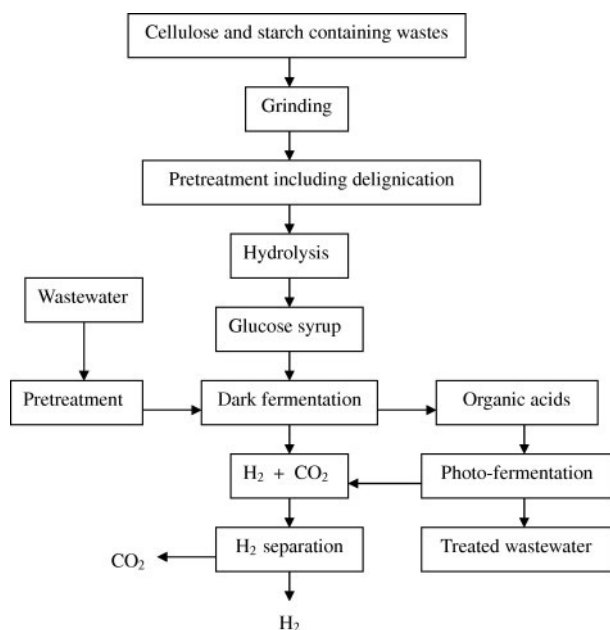 Cellulose and starch containing wastes
Grinding
Pretreatment including delignication
Hydrolysis
Wastewater
Glucose syrup
Pretreatment
Dark fermentation
Organic acids
H₂ + CO₂
Photo-fermentation
CO₂
H₂ separation
Treated wastewater
H₂